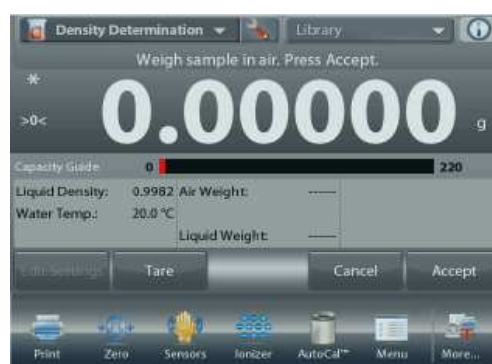 Density Determination Library
Weigh sample in air. Press Accept.
*
>0< 0.00000 g
Capacity Guide 0 220
Liquid Density: 0.9982 Air Weight: ------
Water Temp.: 20.0 °C
Liquid Weight: ------
Edit Settings Tare Cancel Accept
Print Zero Sensors Ionizer AutoCal™ Menu More...